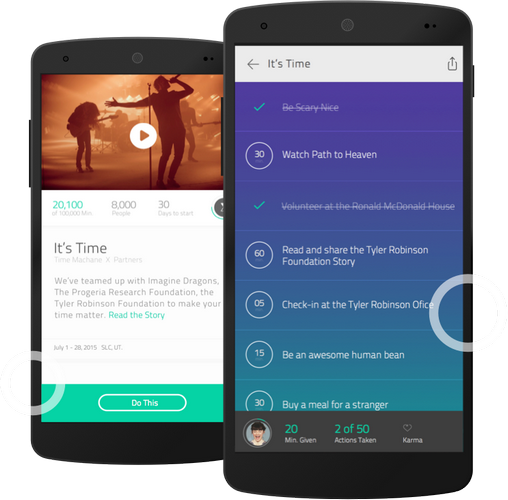 20,100
of 100,000 Min.
8,000
People
30
Days to start
It's Time
Time Machane X Partners
We've teamed up with Imagine Dragons,
The Progeria Research Foundation, the
Tyler Robinson Foundation to make your
time matter. Read the Story
July 1 - 28, 2015 SLC, UT.
Do This
It's Time
Be Scary Nice
30
Watch Path to Heaven
Volunteer at the Ronald McDonald House
60
Read and share the Tyler Robinson
Foundation Story
05
Check-in at the Tyler Robinson Ofice
15
Be an awesome human bean
30
Buy a meal for a stranger
20
Min. Given
2 of 50
Actions Taken
Karma